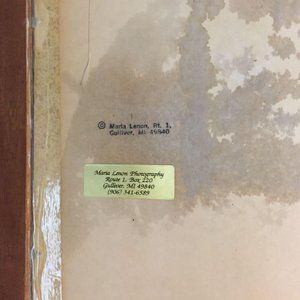 © Maria Lenon, Rt. 1,
Gulliver, MI 49840
Maria Lenon Photography
Route 1, Box 220
Gulliver, MI 49840
(906) 341-6589